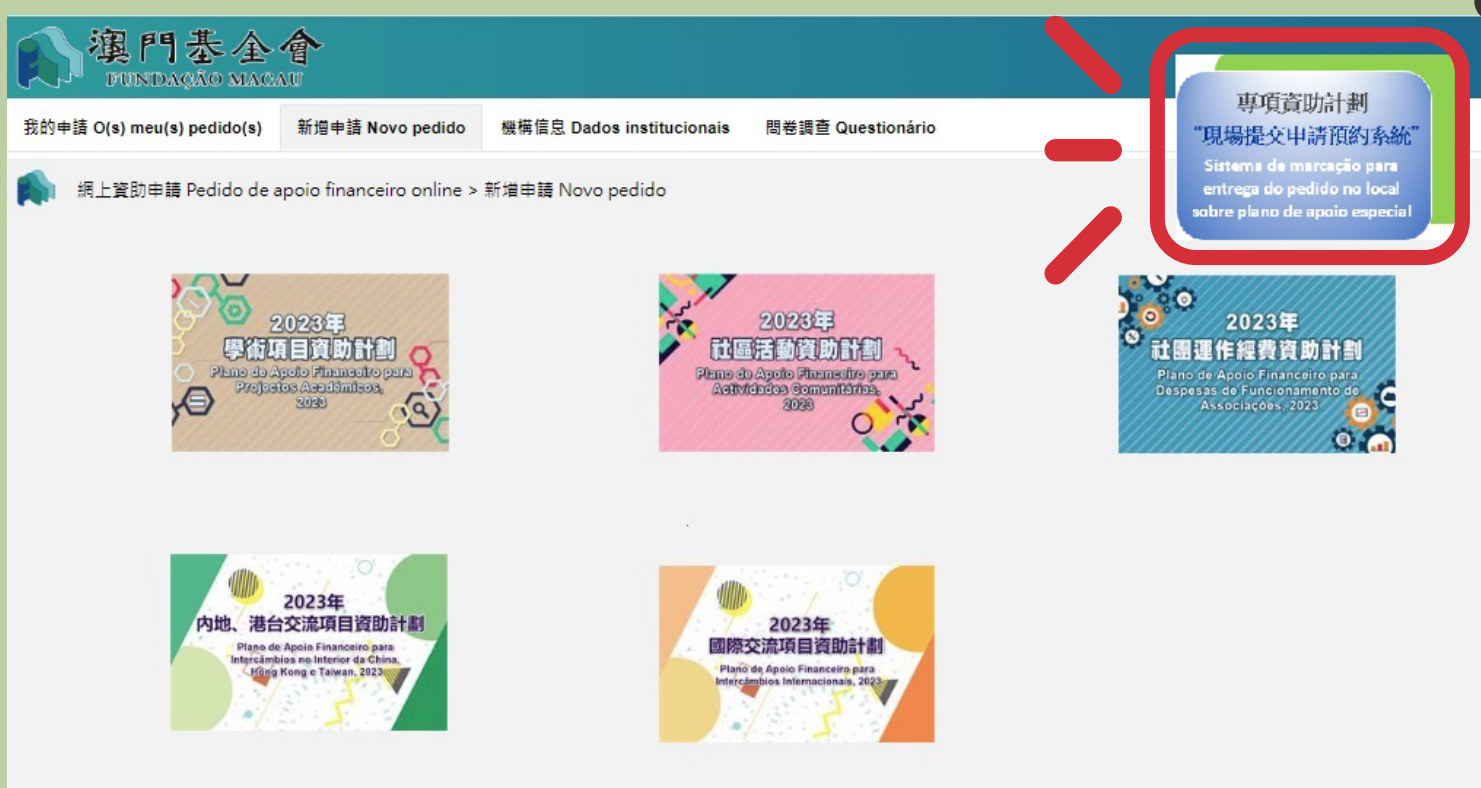 澳門基金會
FUNDAÇÃO MACAU
專項資助計劃
“現場提交申請預約系統”
Sistema de marcação para
entrega do pedido no local
sobre plano de apoio especial
我的申請 O(s) meu(s) pedido(s)
新增申請 Novo pedido
機構信息 Dados institucionais
問卷調查 Questionário
網上資助申請 Pedido de apoio financeiro online > 新增申請 Novo pedido
2023年
學術項目資助計劃
Plano de Apoio Financeiro para
Projectos Académicos,
2023
2023年
社區活動資助計劃
Plano de Apoio Financeiro para
Actividades Comunitárias,
2023
2023年
社團運作經費資助計劃
Plano de Apoio Financeiro para
Despesas de Funcionamento de
Associações, 2023
2023年
內地、港台交流項目資助計劃
Plano de Apoio Financeiro para
Intercâmbios no Interior da China,
Hong Kong e Taiwan, 2023
2023年
國際交流項目資助計劃
Plano de Apoio Financeiro para
Intercâmbios Internacionais, 2023